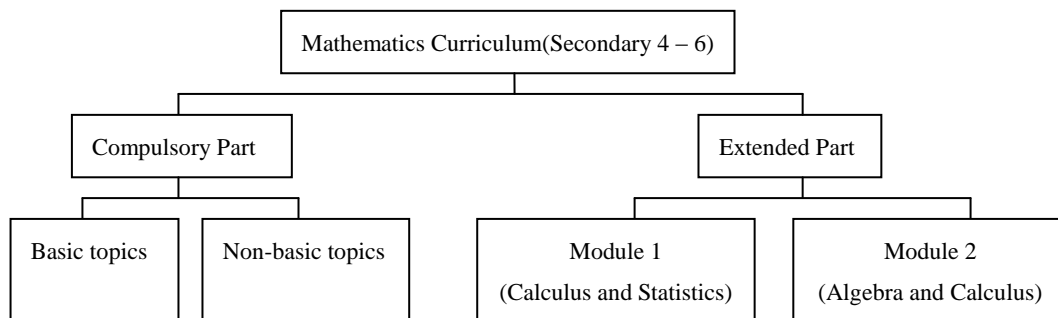 Mathematics Curriculum(Secondary 4 – 6)
Compulsory Part
Extended Part
Basic topics
Non-basic topics
Module 1
(Calculus and Statistics)
Module 2
(Algebra and Calculus)